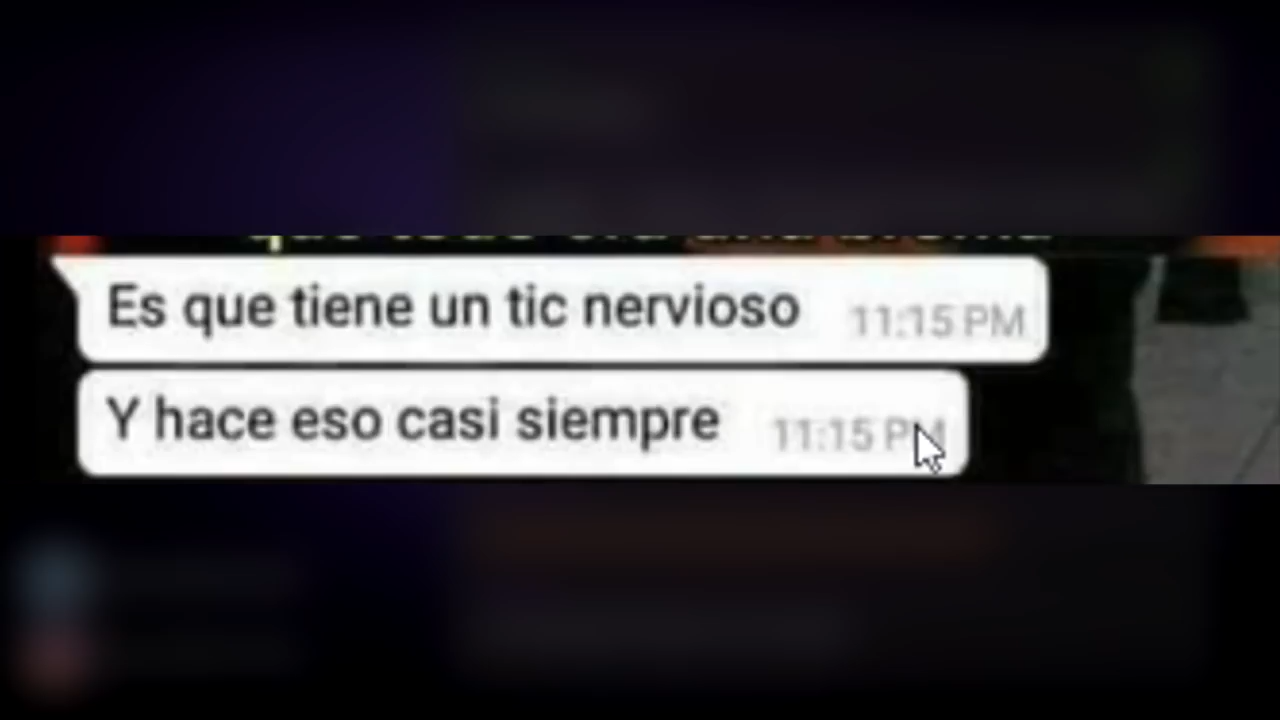 Es que tiene un tic nervioso 11:15 PM
Y hace eso casi siempre 11:15 PM